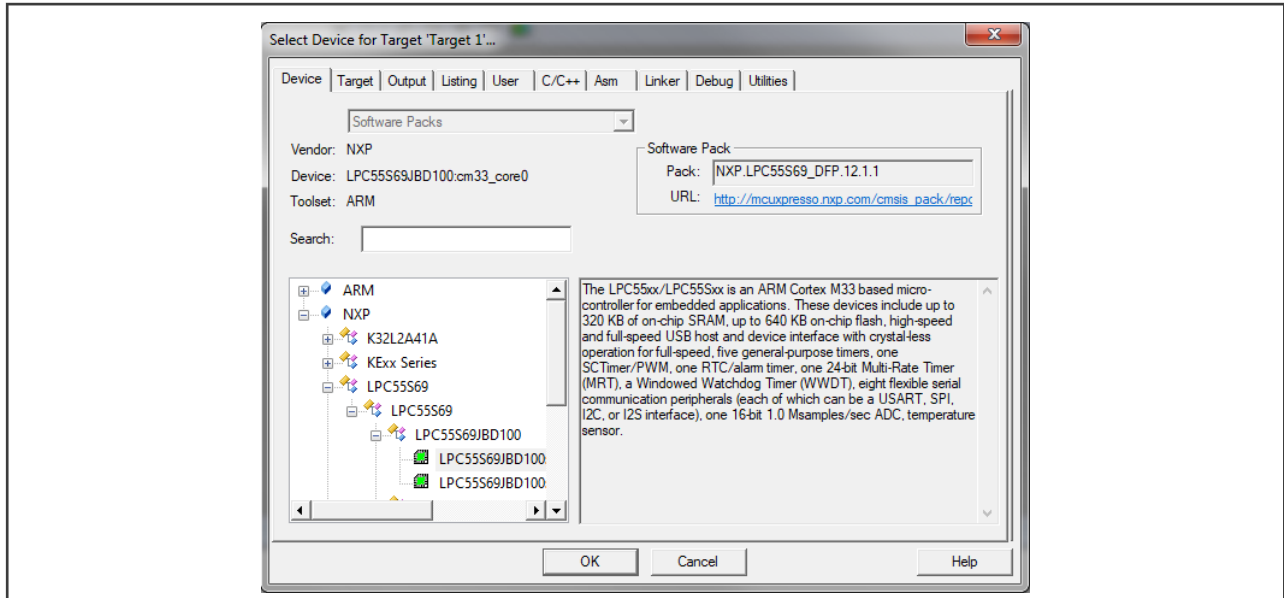 Select Device for Target 'Target 1'...
Device Target Output Listing User C/C++ Asm Linker Debug Utilities
Software Packs
Vendor: NXP
Device: LPC55S69JBD100:cm33_core0
Toolset: ARM
Search:
Software Pack
Pack: NXP.LPC55S69_DFP.12.1.1
URL: http://mcuxpresso.nxp.com/cmsis_pack/repo
ARM
NXP
K32L2A41A
KExx Series
LPC55S69
LPC55S69
LPC55S69JBD100
LPC55S69JBD100:
LPC55S69JBD100:
The LPC55xx/LPC55Sxx is an ARM Cortex M33 based micro-
controller for embedded applications. These devices include up to
320 KB of on-chip SRAM, up to 640 KB on-chip flash, high-speed
and full-speed USB host and device interface with crystal-less
operation for full-speed, five general-purpose timers, one
SCTimer/PWM, one RTC/alarm timer, one 24-bit Multi-Rate Timer
(MRT), a Windowed Watchdog Timer (WWDT), eight flexible serial
communication peripherals (each of which can be a USART, SPI,
I2C, or I2S interface), one 16-bit 1.0 Msamples/sec ADC, temperature
sensor.
OK Cancel Help